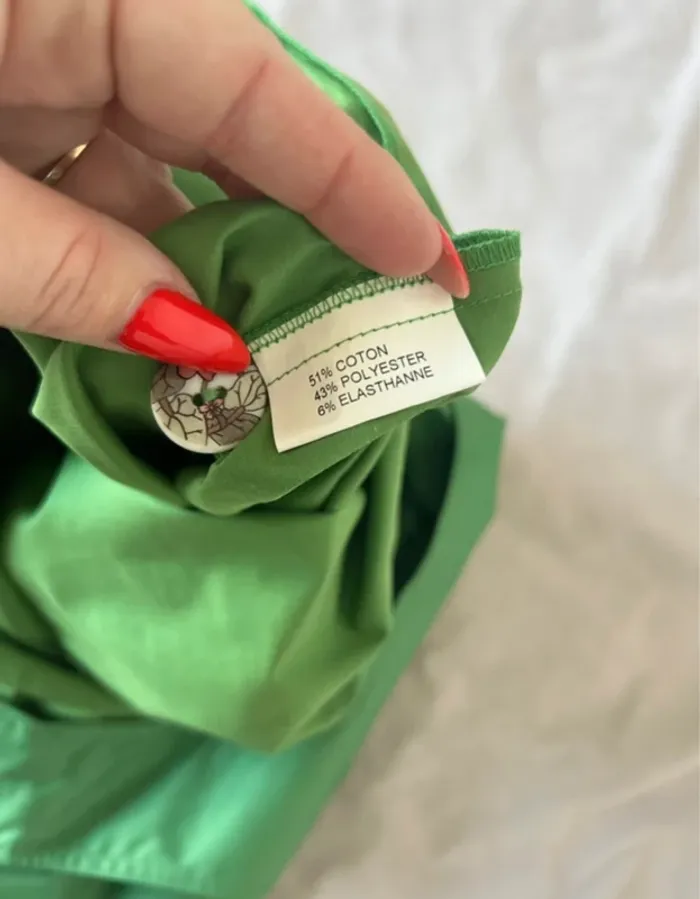 51% COTON
43% POLYESTER
6% ELASTHANNE